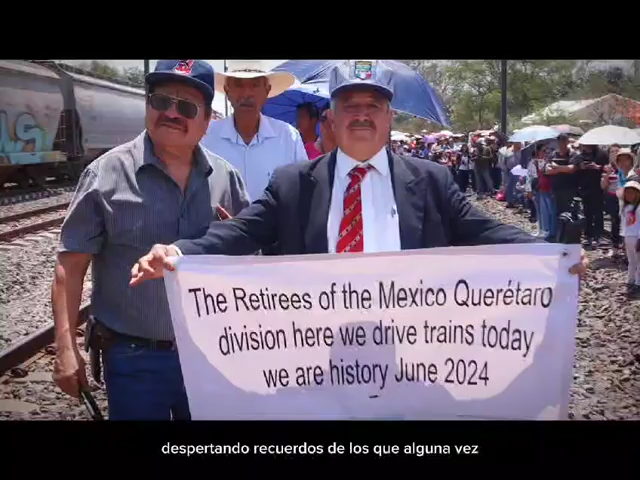 The Retirees of the Mexico Querétaro
division here we drive trains today
we are history June 2024
despertando recuerdos de los que alguna vez